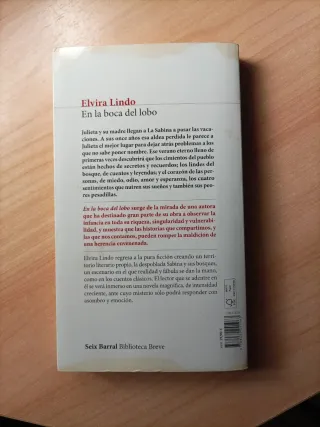 Elvira Lindo
En la boca del lobo
Julieta y su madre llegan a La Sabina a pasar las vaca-
ciones. A sus once años esa aldea perdida le parece a
Julieta el mejor lugar para dejar atrás problemas a los
que no sabe poner nombre. Ese verano eterno lleno de
primeras veces descubrirá que los cimientos del pueblo
están hechos de secretos y recuerdos; los lindes del
bosque, de cuentos y leyendas; y el corazón de las per-
sonas, de miedo, odio, amor y esperanza, los cuatro
sentimientos que nutren sus sueños y también sus peo-
res pesadillas.
En la boca del lobo surge de la mirada de una autora
que ha destinado gran parte de su obra a observar la
infancia en toda su riqueza, singularidad y vulnerabi-
lidad, y muestra que las historias que compartimos, y
las que nos contamos, pueden romper la maldición de
una herencia envenenada.
Elvira Lindo regresa a la pura ficción creando un terri-
torio literario propio, la despoblada Sabina y sus bosques,
un escenario en el que realidad y fábula se dan la mano,
como en los cuentos clásicos. El lector que se adentre en
él se verá inmerso en una novela magnífica, de intensidad
creciente, ante cuyo misterio sólo podrá responder con
asombro y emoción.
Seix Barral Biblioteca Breve